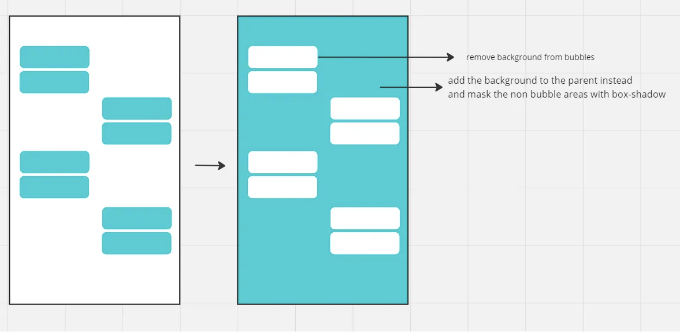 remove background from bubbles
add the background to the parent instead
and mask the non bubble areas with box-shadow